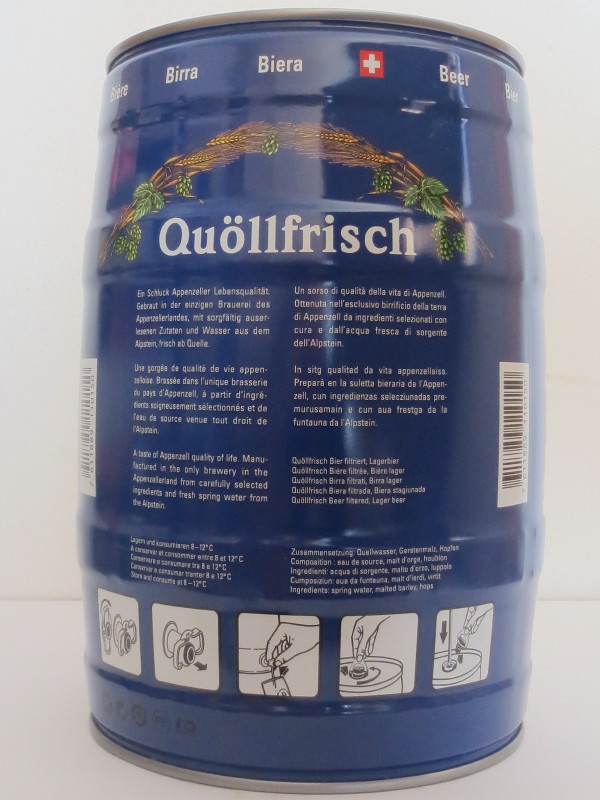 Bière Birra Biera Beer Bier
Quöllfrisch
Ein Schluck Appenzeller Lebensqualität.
Gebraut in der einzigen Brauerei des
Appenzellerlandes, mit sorgfältig auser-
lesenen Zutaten und Wasser aus dem
Alpstein, frisch ab Quelle.
Une gorgée de qualité de vie appen-
zelloise. Brassée dans l'unique brasserie
du pays d'Appenzell, à partir d'ingré-
dients soigneusement sélectionnés et de
l'eau de source venue tout droit de
l'Alpstein.
A taste of Appenzell quality of life. Manu-
factured in the only brewery in the
Appenzellerland from carefully selected
ingredients and fresh spring water from
the Alpstein.
Un sorso di qualità della vita di Appenzell.
Ottenuta nell'esclusivo birrificio della terra
di Appenzell da ingredienti selezionati con
cura e dall'acqua fresca di sorgente
dell'Alpstein.
In sitg qualitad da vita appenzellaisa.
Preparà en la suletta bieraria da l'Appen-
zell, cun ingredienzas selecziunadas pre-
murusamain e cun aua frestga da la
funtauna da l'Alpstein.
Quöllfrisch Bier filtriert, Lagerbier
Quöllfrisch Bière filtrée, Bière lager
Quöllfrisch Birra filtrati, Birra lager
Quöllfrisch Biera filtrada, Biera stagiunada
Quöllfrisch Beer filtered, Lager beer
Lagern und konsumieren 8–12°C
A conserver et consommer entre 8 et 12°C
Conservare e consumare tra 8 e 12°C
Conservar e consumar tranter 8 e 12°C
Store and consume at 8–12°C
Zusammensetzung: Quellwasser, Gerstenmalz, Hopfen
Composition : eau de source, malt d'orge, houblon
Ingredienti: acqua di sorgente, malto d'orzo, luppolo
Cumposiziun: aua da funtauna, malt d'ierdi, virtit
Ingredients: spring water, malted barley, hops